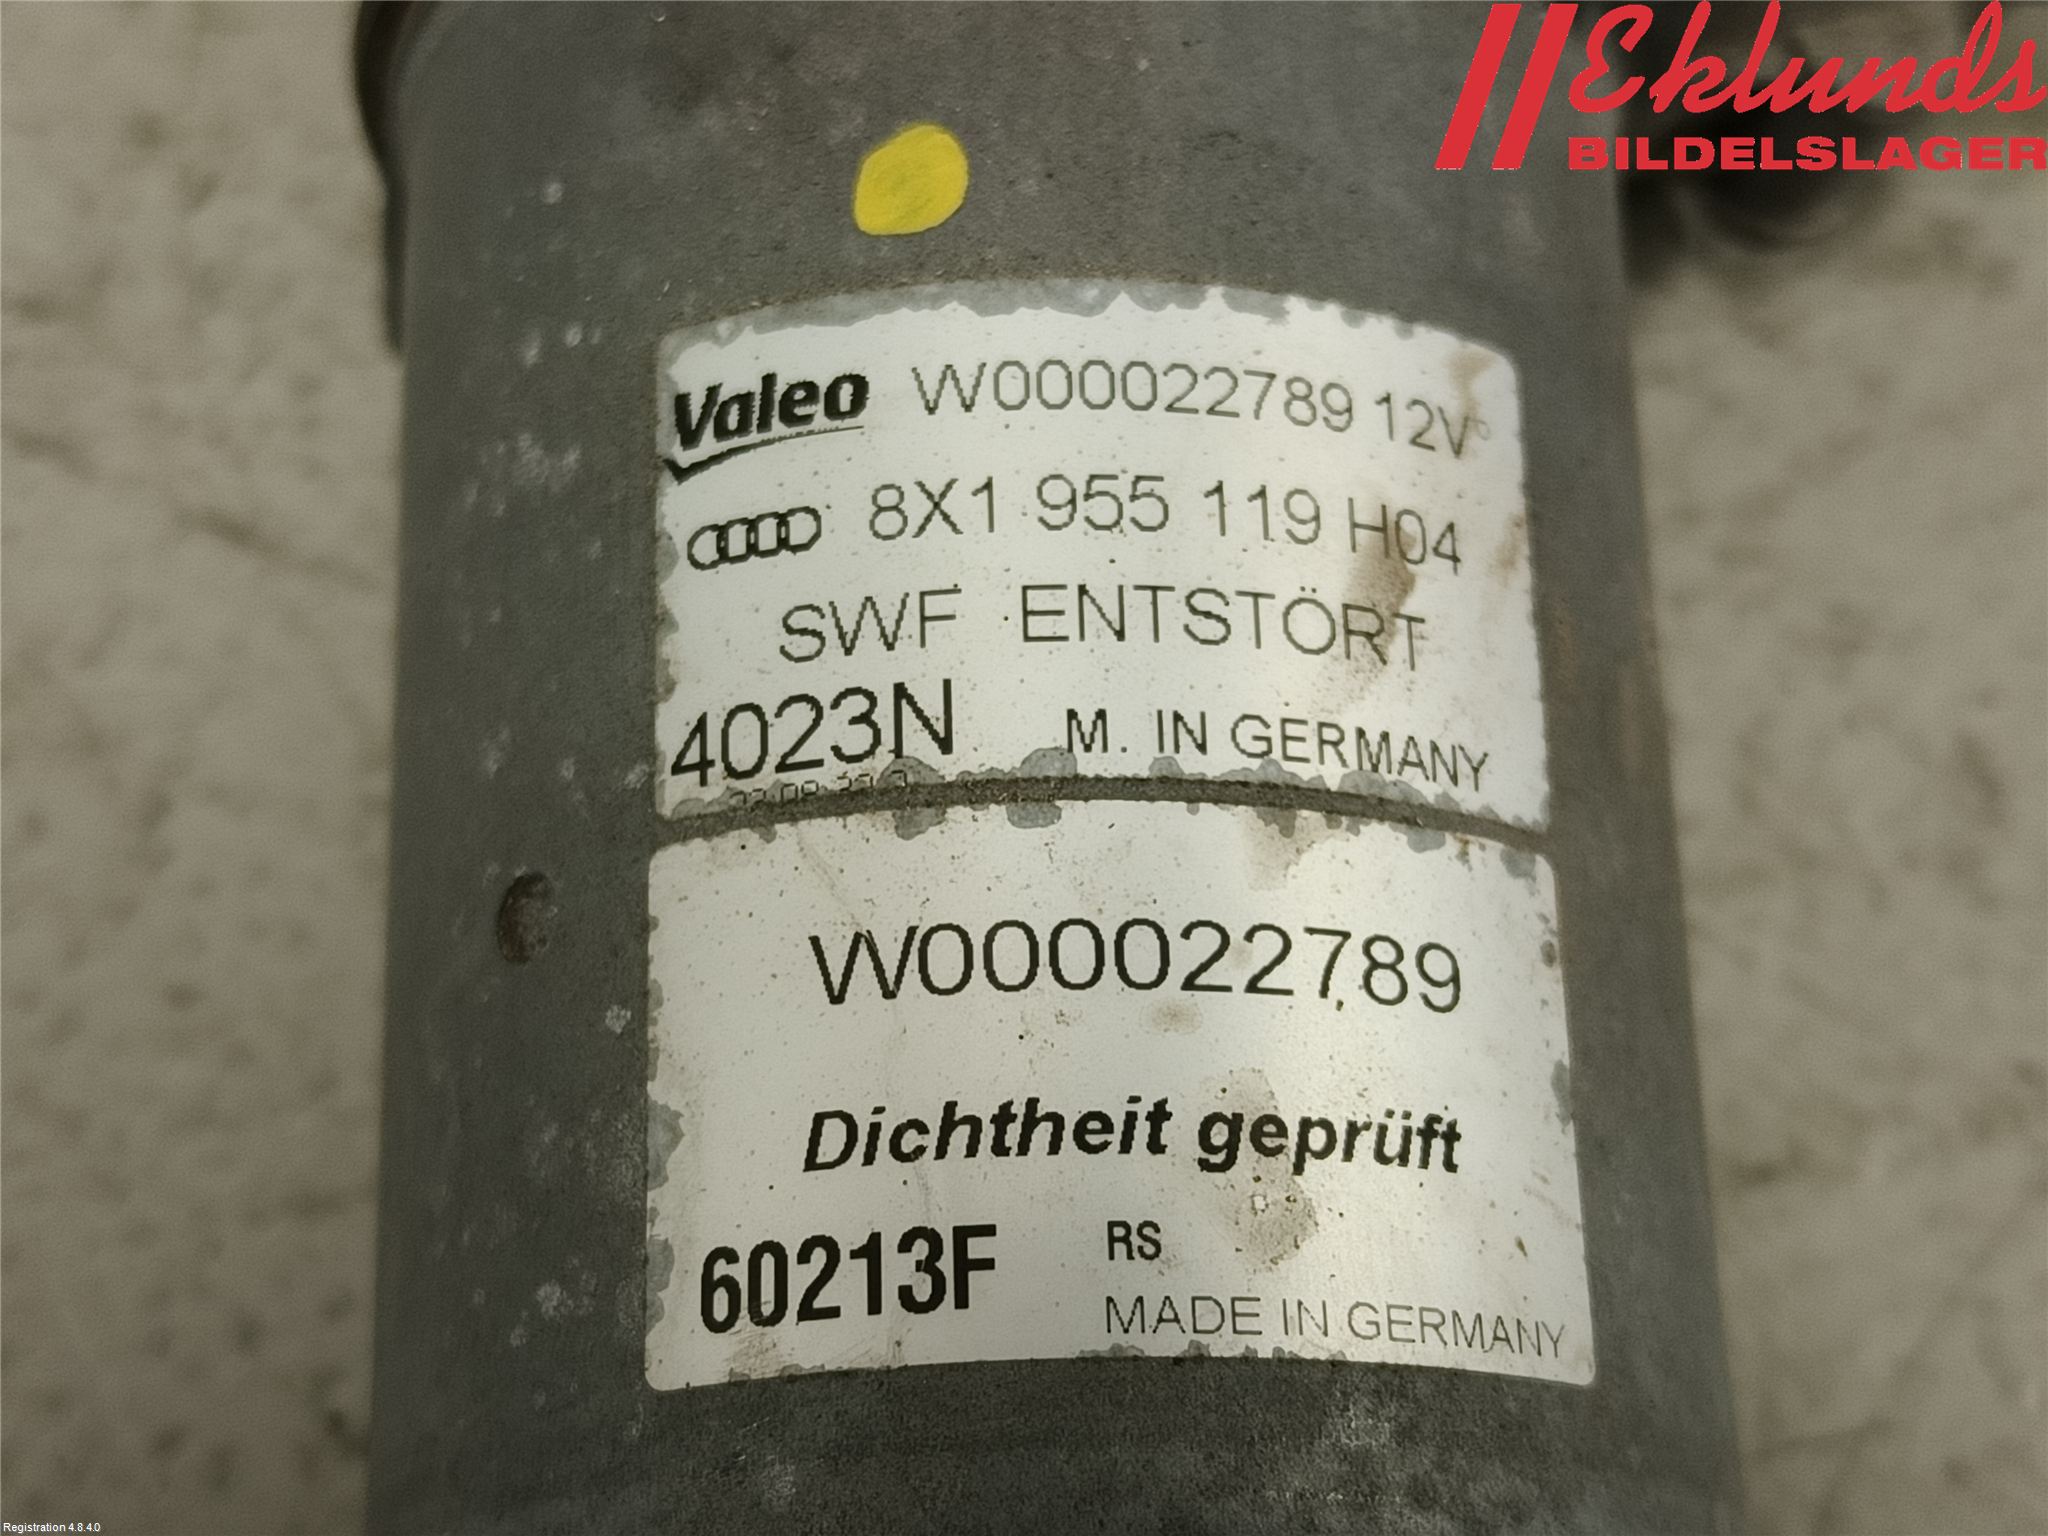 Eklunds
BILDELSLAGER
Valeo W000022789 12V
8X1 955 119 H04
SWF ENTSTÖRT
4023N M. IN GERMANY
W000022789
Dichtheit geprüft
60213F RS
MADE IN GERMANY
Registration 4.8.4.0